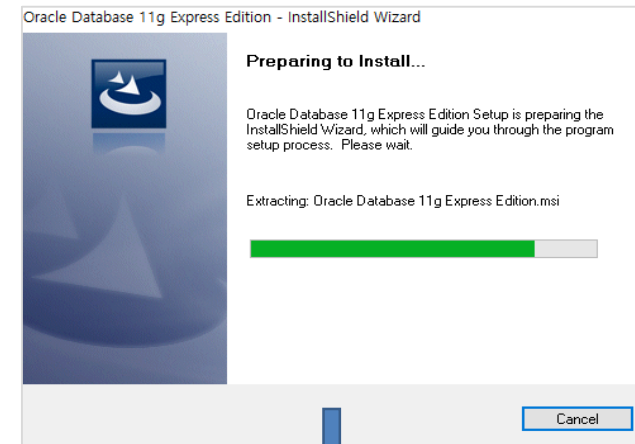 Oracle Database 11g Express Edition - InstallShield Wizard
Preparing to Install...
Oracle Database 11g Express Edition Setup is preparing the
InstallShield Wizard, which will guide you through the program
setup process. Please wait.
Extracting: Oracle Database 11g Express Edition.msi
Cancel